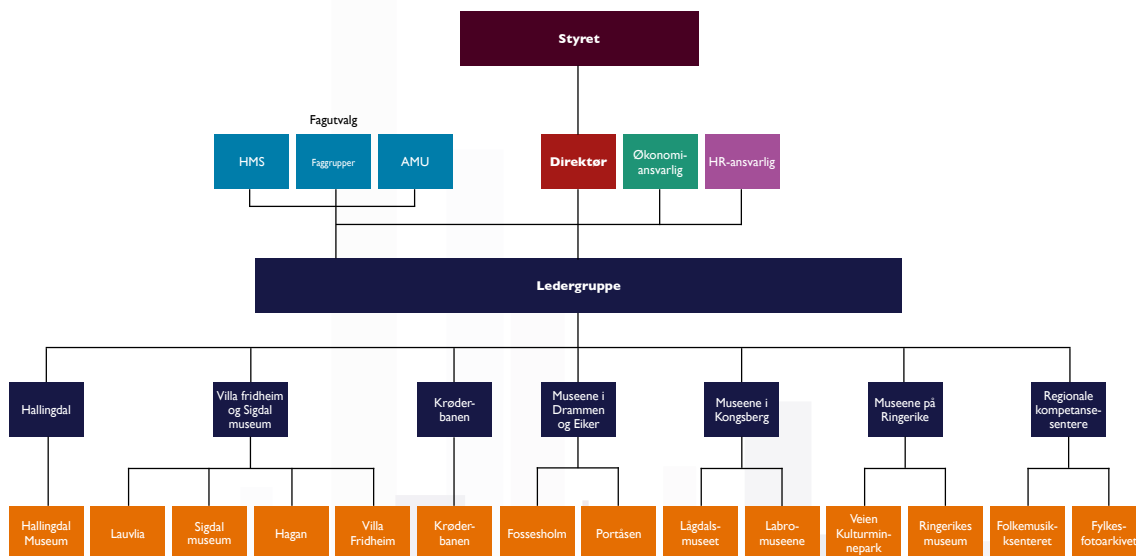 Styret
Fagutvalg
HMS
Faggrupper
AMU
Direktør
Økonomi-
ansvarlig
HR-ansvarlig
Ledergruppe
Hallingdal
Villa fridheim
og Sigdal
museum
Krøder-
banen
Museene i
Drammen
og Eiker
Museene i
Kongsberg
Museene på
Ringerike
Regionale
kompetanse-
sentere
Hallingdal
Museum
Lauvlia
Sigdal
museum
Hagan
Villa
Fridheim
Krøder-
banen
Fossesholm
Portåsen
Lågdals-
museet
Labro-
museene
Veien
Kulturmin-
nepark
Ringerikes
museum
Folkemusik-
ksenteret
Fylkes-
fotoarkivet